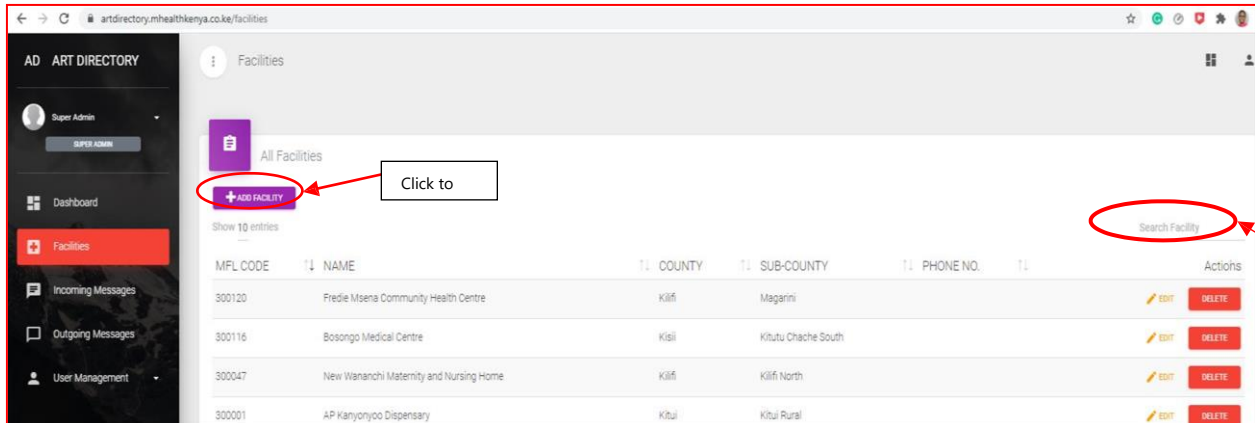 artdirectory.mhealthkenya.co.ke/facilities
AD ART DIRECTORY
Facilities
Super Admin
SUPER ADMIN
All Facilities
Click to
ADD FACILITY
Dashboard
Show 10 entries
Search Facility
Facilities
MFL CODE NAME COUNTY SUB-COUNTY PHONE NO. Actions
Incoming Messages
300120 Fredie Msena Community Health Centre Kilifi Magarini EDIT DELETE
Outgoing Messages
300116 Bosongo Medical Centre Kisii Kitutu Chache South EDIT DELETE
User Management
300047 New Wananchi Maternity and Nursing Home Kilifi Kilifi North EDIT DELETE
300001 AP Kanyonyoo Dispensary Kitui Kitui Rural EDIT DELETE